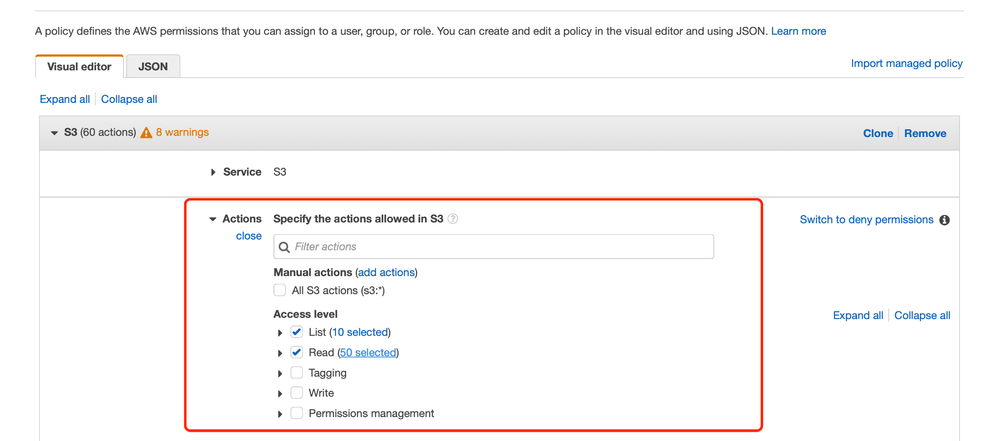 A policy defines the AWS permissions that you can assign to a user, group, or role. You can create and edit a policy in the visual editor and using JSON. Learn more
Visual editor JSON Import managed policy
Expand all Collapse all
S3 (60 actions) 8 warnings Clone Remove
Service S3
Actions Specify the actions allowed in S3 ? Switch to deny permissions i
close Filter actions
Manual actions (add actions)
All S3 actions (s3:*)
Access level Expand all Collapse all
List (10 selected)
Read (50 selected)
Tagging
Write
Permissions management